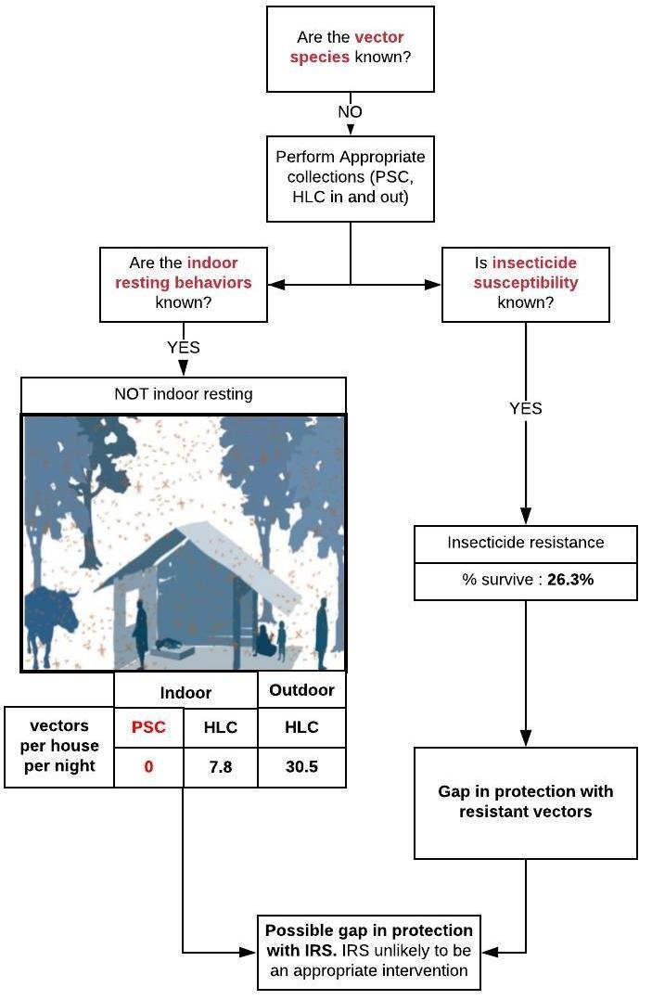 Are the vector
species known?
NO
Perform Appropriate
collections (PSC,
HLC in and out)
Are the indoor
resting behaviors
known?
Is insecticide
susceptibility
known?
YES
NOT indoor resting
YES
Insecticide resistance
% survive : 26.3%
Indoor
Outdoor
vectors
per house
per night
PSC
HLC
HLC
0
7.8
30.5
Gap in protection with
resistant vectors
Possible gap in protection
with IRS. IRS unlikely to be
an appropriate intervention